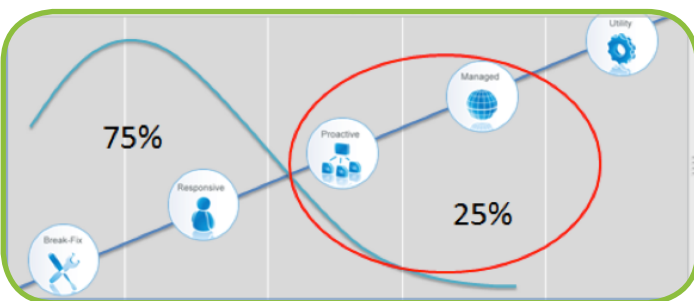 Utility
Managed
Proactive
75%
Responsive
25%
Break-Fix